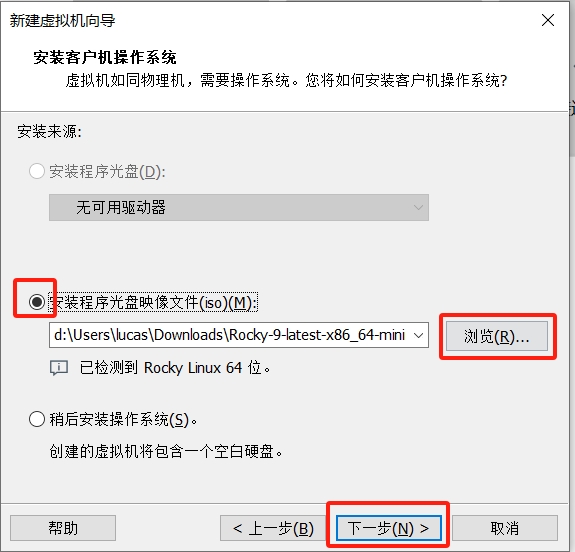 新建虚拟机向导
安装客户机操作系统
虚拟机如同物理机，需要操作系统。您将如何安装客户机操作系统?
安装来源:
安装程序光盘(D):
无可用驱动器
安装程序光盘映像文件(iso)(M):
d:\Users\lucas\Downloads\Rocky-9-latest-x86_64-mini
浏览(R)...
已检测到 Rocky Linux 64 位。
稍后安装操作系统(S)。
创建的虚拟机将包含一个空白硬盘。
帮助
< 上一步(B)
下一步(N) >
取消